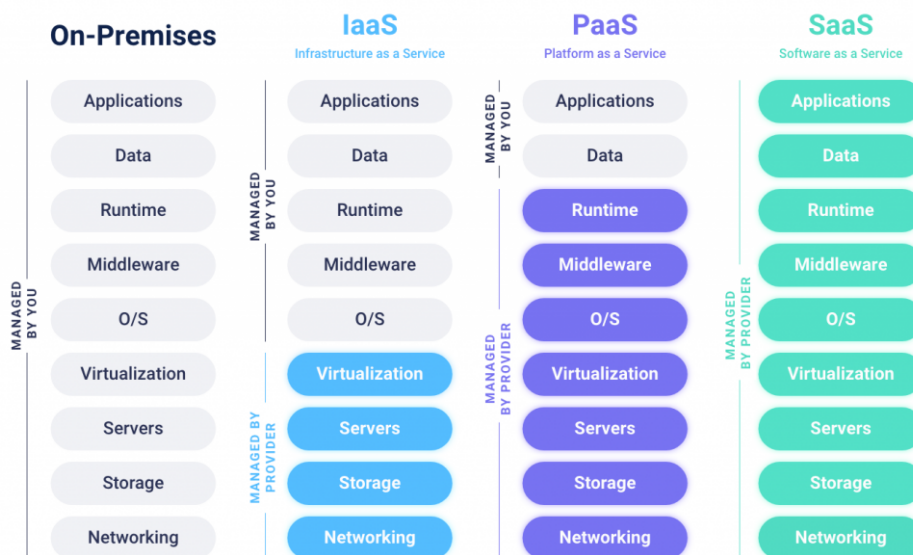 On-Premises
MANAGED
BY YOU
Applications
Data
Runtime
Middleware
O/S
Virtualization
Servers
Storage
Networking
IaaS
Infrastructure as a Service
MANAGED
BY YOU
Applications
Data
Runtime
Middleware
O/S
MANAGED BY
PROVIDER
Virtualization
Servers
Storage
Networking
PaaS
Platform as a Service
MANAGED
BY YOU
Applications
Data
MANAGED
BY PROVIDER
Runtime
Middleware
O/S
Virtualization
Servers
Storage
Networking
SaaS
Software as a Service
MANAGED
BY PROVIDER
Applications
Data
Runtime
Middleware
O/S
Virtualization
Servers
Storage
Networking